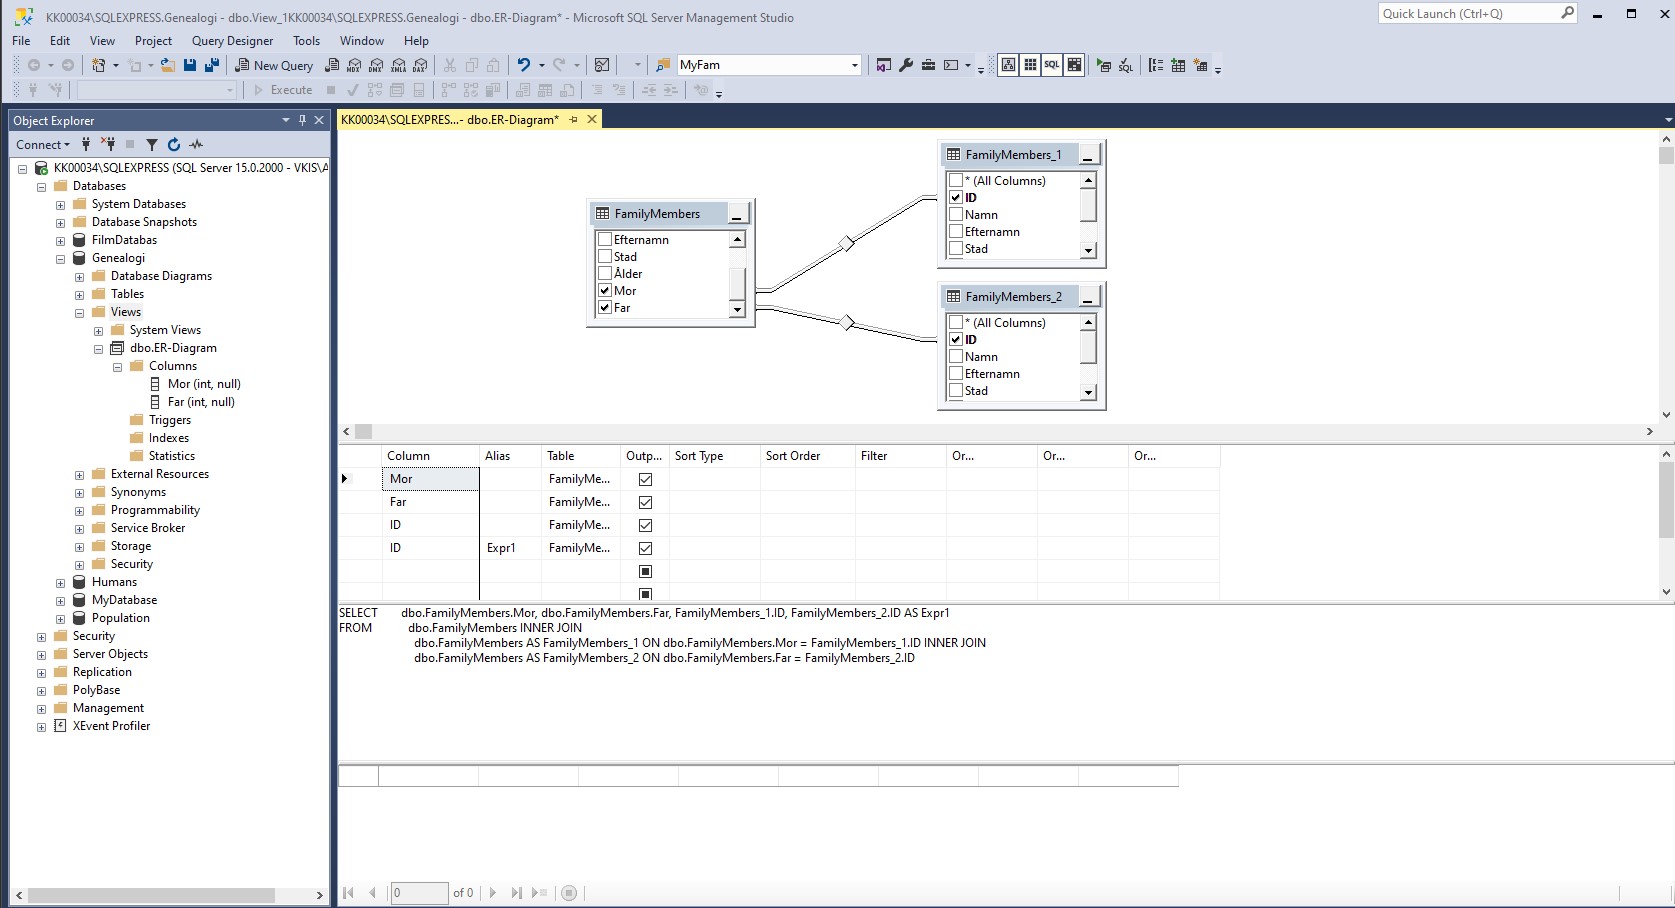 KK00034\SQLEXPRESS.Genealogi - dbo.View_1KK00034\SQLEXPRESS.Genealogi - dbo.ER-Diagram* - Microsoft SQL Server Management Studio
Quick Launch (Ctrl+Q)
File Edit View Project Query Designer Tools Window Help
New Query MDX DMX XMLA DAX MyFam SQL SQL
Execute
Object Explorer
KK00034\SQLEXPRES...- dbo.ER-Diagram*
Connect
KK00034\SQLEXPRESS (SQL Server 15.0.2000 - VKIS\A
Databases
System Databases
Database Snapshots
FilmDatabas
Genealogi
Database Diagrams
Tables
Views
System Views
dbo.ER-Diagram
Columns
Mor (int, null)
Far (int, null)
Triggers
Indexes
Statistics
External Resources
Synonyms
Programmability
Service Broker
Storage
Security
Humans
MyDatabase
Population
Security
Server Objects
Replication
PolyBase
Management
XEvent Profiler
FamilyMembers
Efternamn
Stad
Ålder
Mor
Far
FamilyMembers_1
* (All Columns)
ID
Namn
Efternamn
Stad
FamilyMembers_2
* (All Columns)
ID
Namn
Efternamn
Stad
Column Alias Table Outp... Sort Type Sort Order Filter Or... Or... Or...
Mor FamilyMe...
Far FamilyMe...
ID FamilyMe...
ID Expr1 FamilyMe...
SELECT dbo.FamilyMembers.Mor, dbo.FamilyMembers.Far, FamilyMembers_1.ID, FamilyMembers_2.ID AS Expr1
FROM dbo.FamilyMembers INNER JOIN
dbo.FamilyMembers AS FamilyMembers_1 ON dbo.FamilyMembers.Mor = FamilyMembers_1.ID INNER JOIN
dbo.FamilyMembers AS FamilyMembers_2 ON dbo.FamilyMembers.Far = FamilyMembers_2.ID
0 of 0